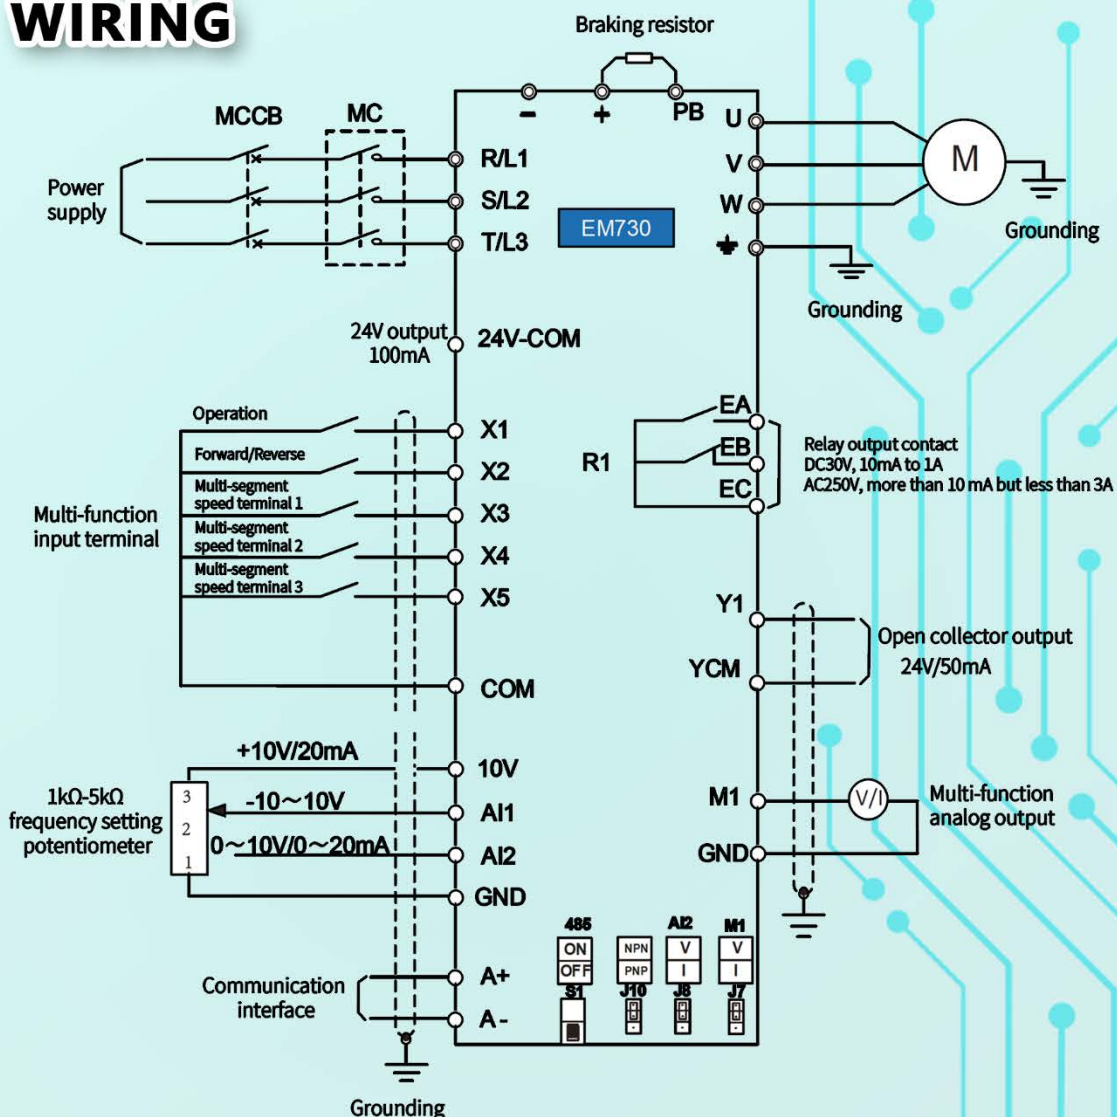 WIRING
Braking resistor
MCCB
MC
-
+
PB
U
V
W
M
Power
supply
R/L1
S/L2
T/L3
EM730
Grounding
Grounding
24V output
100mA
24V-COM
Operation
Forward/Reverse
Multi-segment
speed terminal 1
Multi-segment
speed terminal 2
Multi-segment
speed terminal 3
Multi-function
input terminal
X1
X2
X3
X4
X5
COM
R1
EA
EB
EC
Relay output contact
DC30V, 10mA to 1A
AC250V, more than 10 mA but less than 3A
Y1
YCM
Open collector output
24V/50mA
+10V/20mA
-10～10V
0～10V/0～20mA
1kΩ-5kΩ
frequency setting
potentiometer
3
2
1
10V
AI1
AI2
GND
M1
GND
V/I
Multi-function
analog output
Communication
interface
A+
A-
Grounding
485
ON
OFF
S1
NPN
PNP
J10
AI2
V
I
J8
M1
V
I
J7